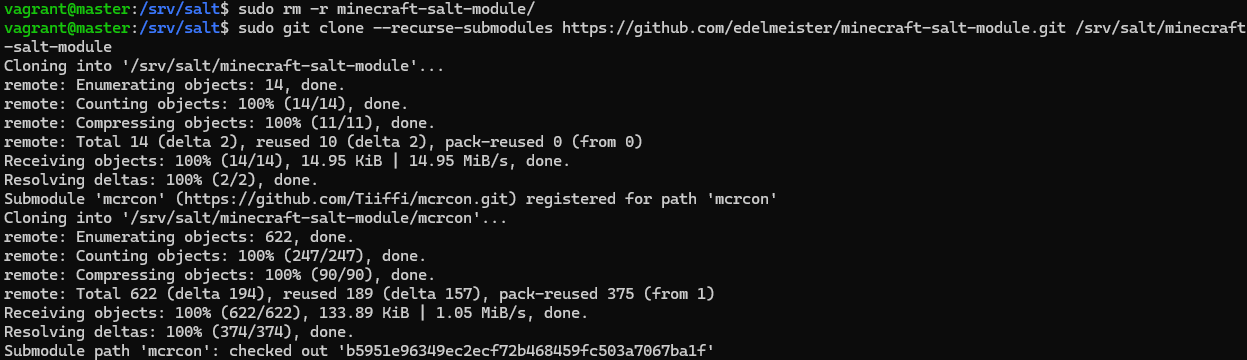 vagrant@master:/srv/salt$ sudo rm -r minecraft-salt-module/
vagrant@master:/srv/salt$ sudo git clone --recurse-submodules https://github.com/edelmeister/minecraft-salt-module.git /srv/salt/minecraft
-salt-module
Cloning into '/srv/salt/minecraft-salt-module'...
remote: Enumerating objects: 14, done.
remote: Counting objects: 100% (14/14), done.
remote: Compressing objects: 100% (11/11), done.
remote: Total 14 (delta 2), reused 10 (delta 2), pack-reused 0 (from 0)
Receiving objects: 100% (14/14), 14.95 KiB | 14.95 MiB/s, done.
Resolving deltas: 100% (2/2), done.
Submodule 'mcrcon' (https://github.com/Tiiffi/mcrcon.git) registered for path 'mcrcon'
Cloning into '/srv/salt/minecraft-salt-module/mcrcon'...
remote: Enumerating objects: 622, done.
remote: Counting objects: 100% (247/247), done.
remote: Compressing objects: 100% (90/90), done.
remote: Total 622 (delta 194), reused 189 (delta 157), pack-reused 375 (from 1)
Receiving objects: 100% (622/622), 133.89 KiB | 1.05 MiB/s, done.
Resolving deltas: 100% (374/374), done.
Submodule path 'mcrcon': checked out 'b5951e96349ec2ecf72b468459fc503a7067ba1f'